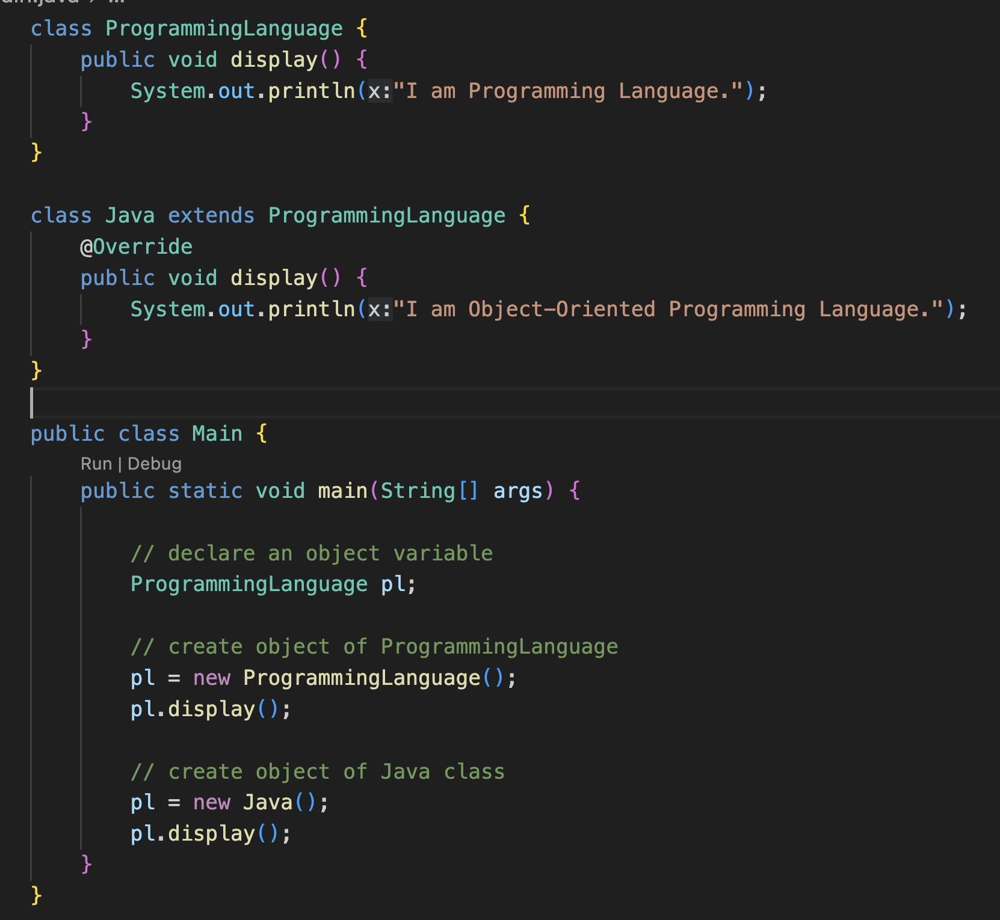 class ProgrammingLanguage {
public void display() {
System.out.println(x:"I am Programming Language.");
}
}
class Java extends ProgrammingLanguage {
@Override
public void display() {
System.out.println(x:"I am Object-Oriented Programming Language.");
}
}
public class Main {
Run | Debug
public static void main(String[] args) {
// declare an object variable
ProgrammingLanguage pl;
// create object of ProgrammingLanguage
pl = new ProgrammingLanguage();
pl.display();
// create object of Java class
pl = new Java();
pl.display();
}
}